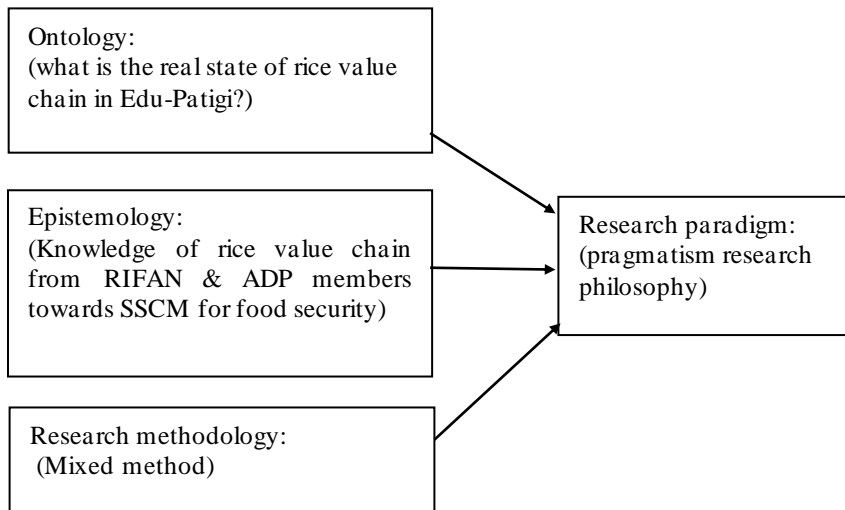 Ontology:
(what is the real state of rice value
chain in Edu-Patigi?)
Epistemology:
(Knowledge of rice value chain
from RIFAN & ADP members
towards SSCM for food security)
Research methodology:
(Mixed method)
Research paradigm:
(pragmatism research
philosophy)